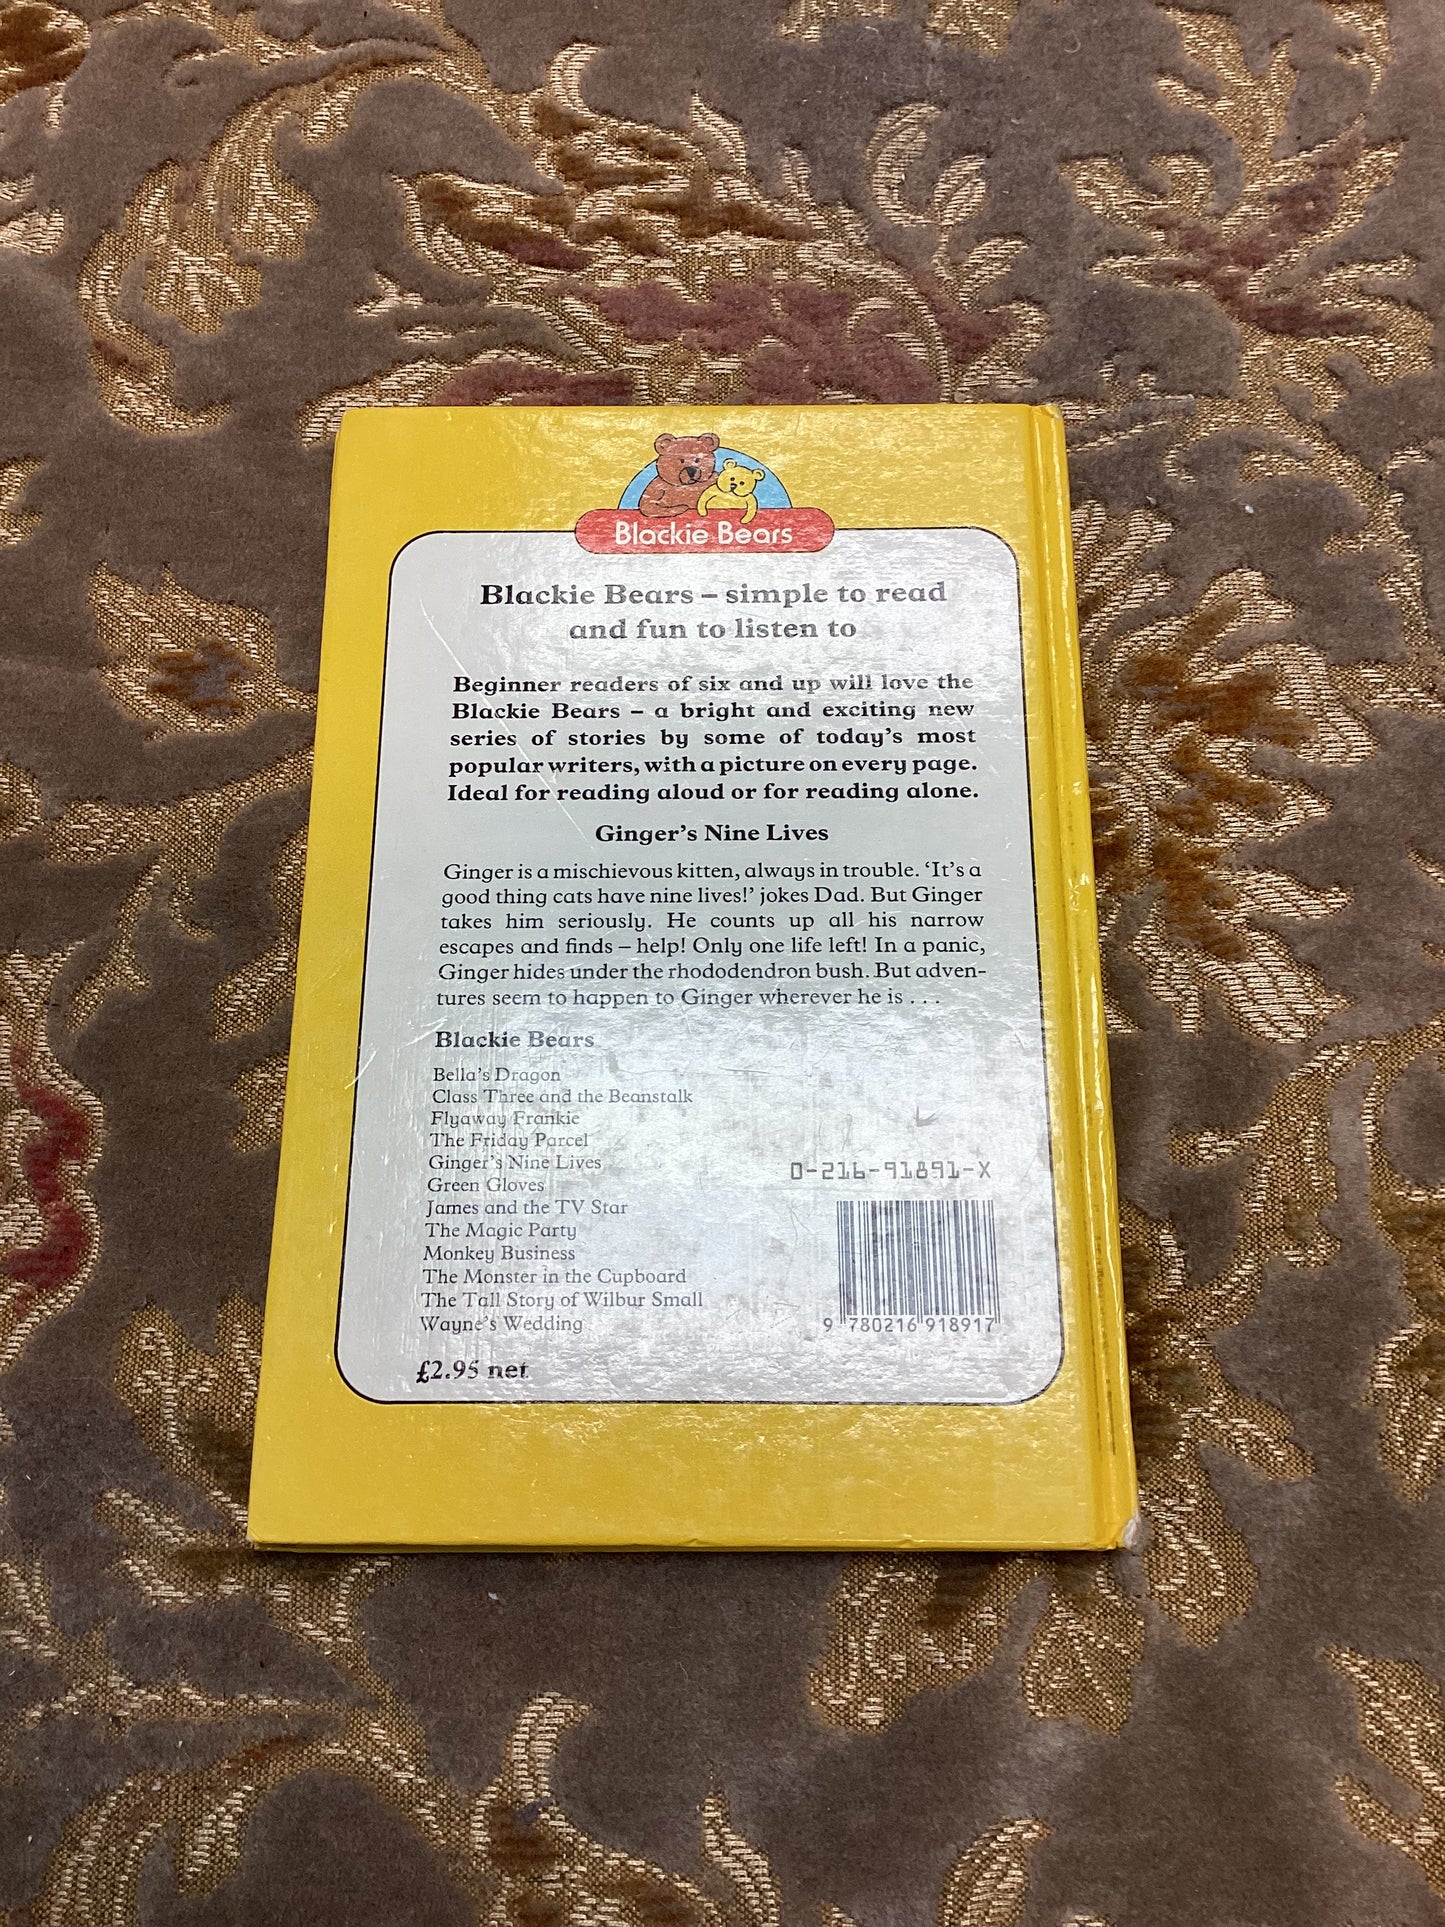 Blackie Bears
Blackie Bears – simple to read
and fun to listen to
Beginner readers of six and up will love the
Blackie Bears – a bright and exciting new
series of stories by some of today's most
popular writers, with a picture on every page.
Ideal for reading aloud or for reading alone.
Ginger's Nine Lives
Ginger is a mischievous kitten, always in trouble. 'It's a
good thing cats have nine lives!' jokes Dad. But Ginger
takes him seriously. He counts up all his narrow
escapes and finds – help! Only one life left! In a panic,
Ginger hides under the rhododendron bush. But adven-
tures seem to happen to Ginger wherever he is . . .
Blackie Bears
Bella's Dragon
Class Three and the Beanstalk
Flyaway Frankie
The Friday Parcel
Ginger's Nine Lives
Green Gloves
James and the TV Star
The Magic Party
Monkey Business
The Monster in the Cupboard
The Tall Story of Wilbur Small
Wayne's Wedding
£2.95 net
0-216-91891-X
9 780216 918917